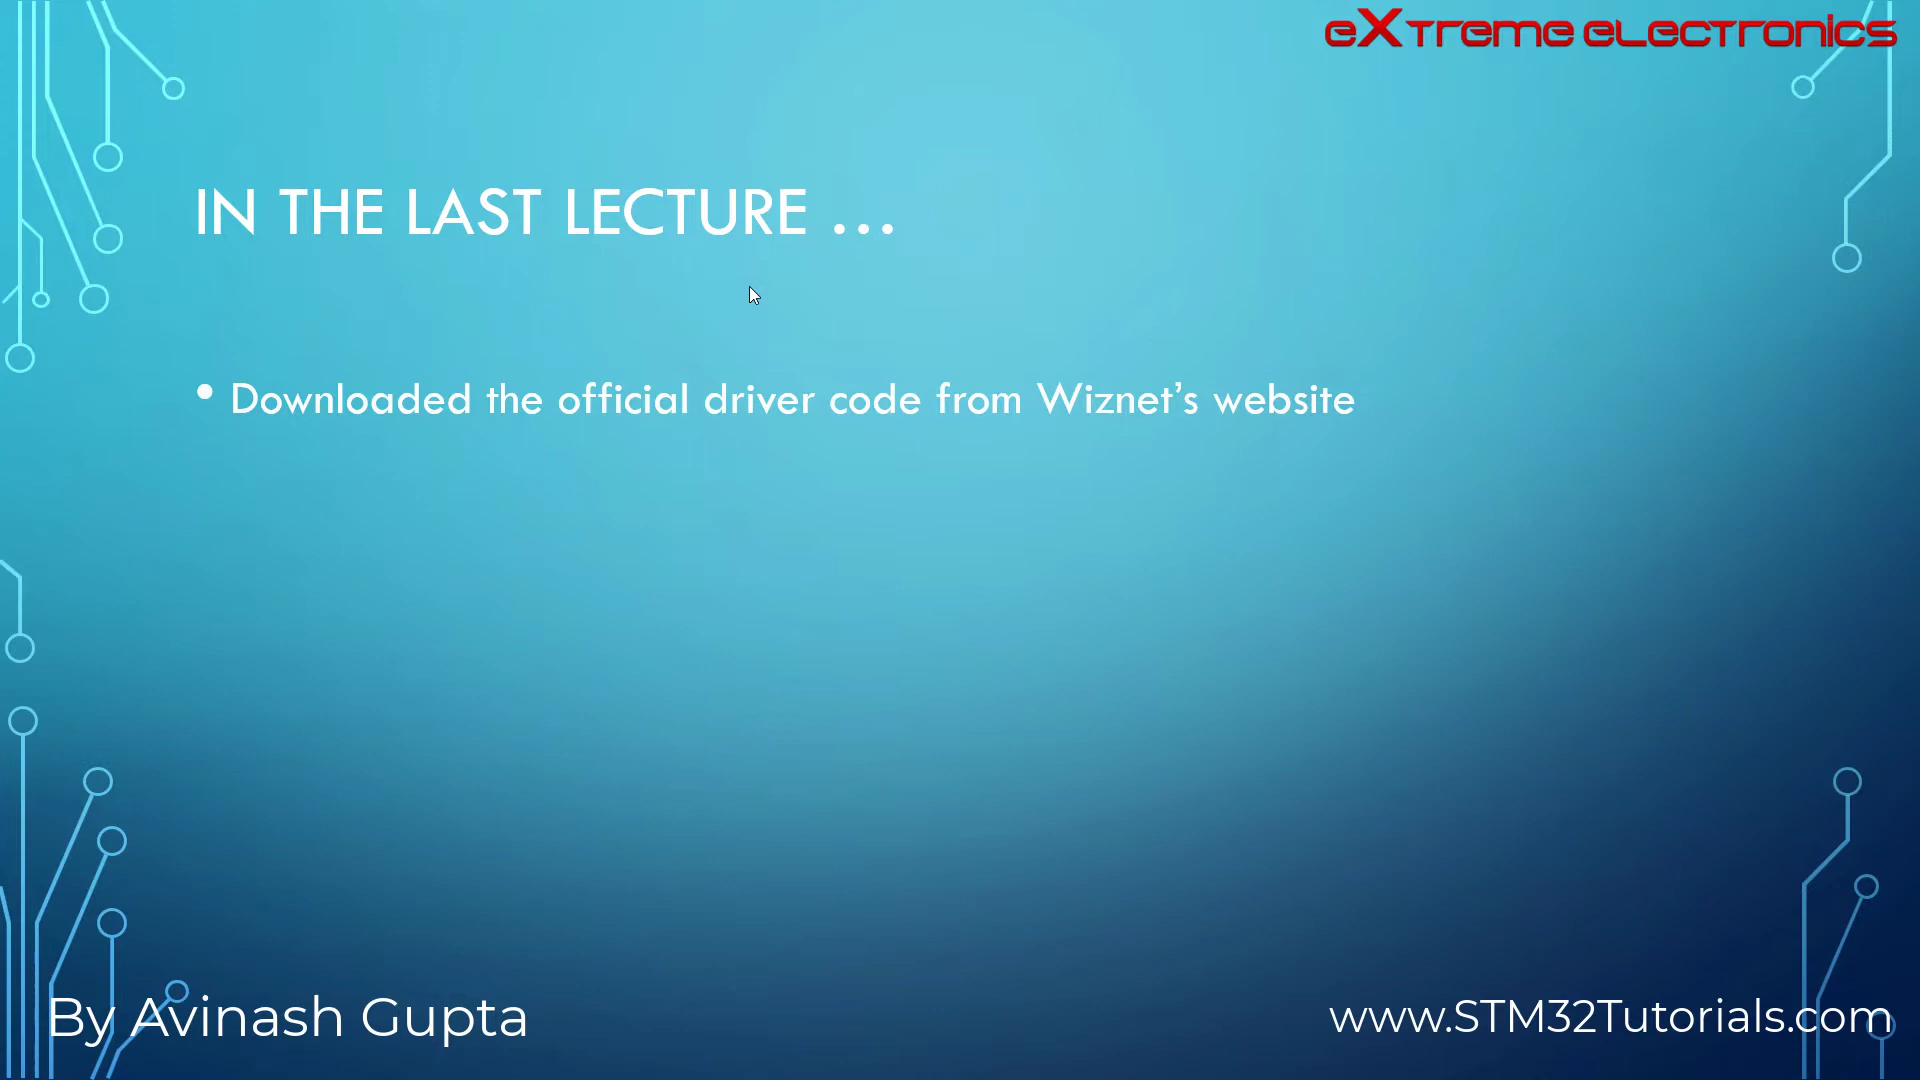 eXtreme electronics
IN THE LAST LECTURE …
• Downloaded the official driver code from Wiznet’s website
By Avinash Gupta
www.STM32Tutorials.com